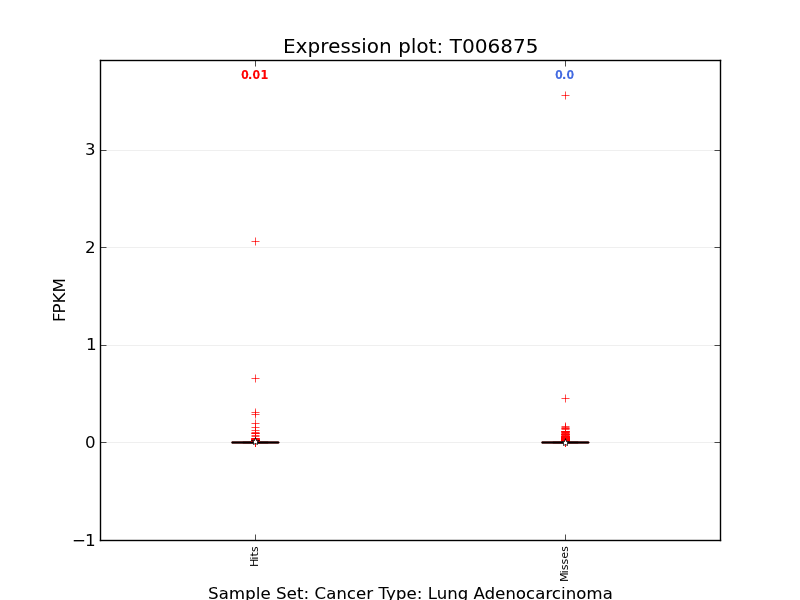 Expression plot: T006875
0.01
0.0
3
2
1
0
−1
FPKM
Hits
Misses
Sample Set: Cancer Type: Lung Adenocarcinoma